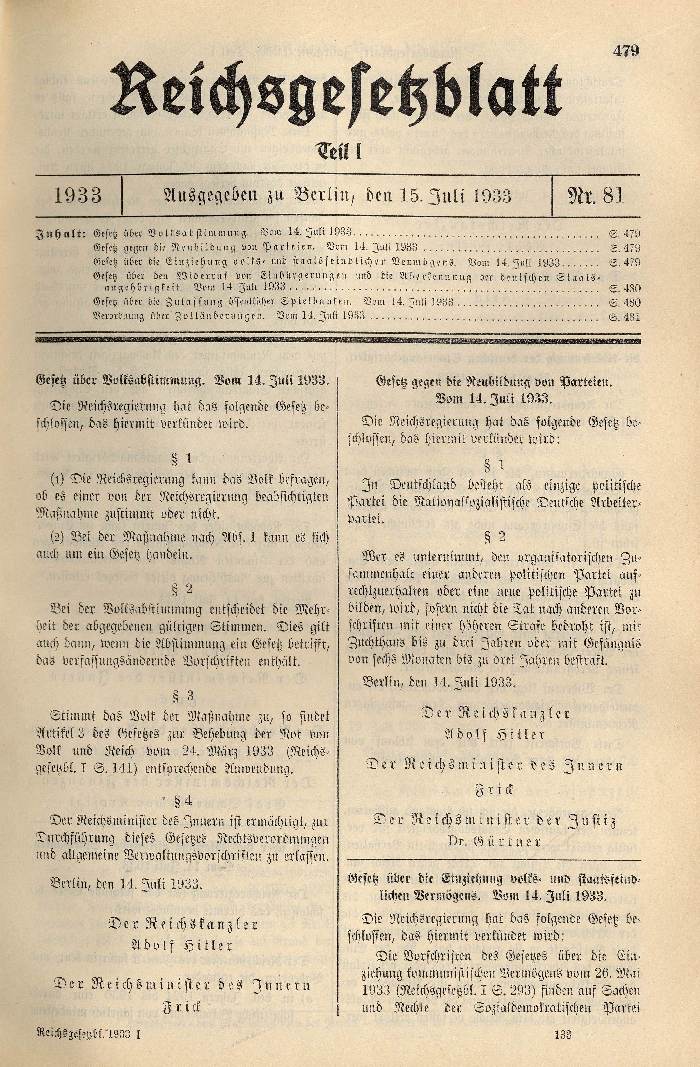 479
Reichsgesetzblatt
Teil I
1933
Ausgegeben zu Berlin, den 15. Juli 1933
Nr. 81
Inhalt: Gesetz über Volksabstimmung. Vom 14. Juli 1933 S. 479
Gesetz gegen die Neubildung von Parteien. Vom 14. Juli 1933 S. 479
Gesetz über die Einziehung volks- und staatsfeindlichen Vermögens. Vom 14. Juli 1933 S. 479
Gesetz über den Widerruf von Einbürgerungen und die Aberkennung der deutschen Staats-
angehörigkeit. Vom 14. Juli 1933 S. 480
Gesetz über die Zulassung öffentlicher Spielbanken. Vom 14. Juli 1933 S. 480
Verordnung über Zolländerungen. Vom 14. Juli 1933 S. 481
Gesetz über Volksabstimmung. Vom 14. Juli 1933.
Die Reichsregierung hat das folgende Gesetz be-
schlossen, das hiermit verkündet wird.
§ 1
(1) Die Reichsregierung kann das Volk befragen,
ob es einer von der Reichsregierung beabsichtigten
Maßnahme zustimmt oder nicht.
(2) Bei der Maßnahme nach Abs. 1 kann es sich
auch um ein Gesetz handeln.
§ 2
Bei der Volksabstimmung entscheidet die Mehr-
heit der abgegebenen gültigen Stimmen. Dies gilt
auch dann, wenn die Abstimmung ein Gesetz betrifft,
das verfassungsändernde Vorschriften enthält.
§ 3
Stimmt das Volk der Maßnahme zu, so findet
Artikel 3 des Gesetzes zur Behebung der Not von
Volk und Reich vom 24. März 1933 (Reichs-
gesetzbl. I S. 141) entsprechende Anwendung.
§ 4
Der Reichsminister des Innern ist ermächtigt, zur
Durchführung dieses Gesetzes Rechtsverordnungen
und allgemeine Verwaltungsvorschriften zu erlassen.
Berlin, den 14. Juli 1933.
Der Reichskanzler
Adolf Hitler
Der Reichsminister des Innern
Frick
Reichsgesetzbl. 1933 I
Gesetz gegen die Neubildung von Parteien.
Vom 14. Juli 1933.
Die Reichsregierung hat das folgende Gesetz be-
schlossen, das hiermit verkündet wird:
§ 1
In Deutschland besteht als einzige politische
Partei die Nationalsozialistische Deutsche Arbeiter-
partei.
§ 2
Wer es unternimmt, den organisatorischen Zu-
sammenhalt einer anderen politischen Partei auf-
rechtzuerhalten oder eine neue politische Partei zu
bilden, wird, sofern nicht die Tat nach anderen Vor-
schriften mit einer höheren Strafe bedroht ist, mit
Zuchthaus bis zu drei Jahren oder mit Gefängnis
von sechs Monaten bis zu drei Jahren bestraft.
Berlin, den 14. Juli 1933.
Der Reichskanzler
Adolf Hitler
Der Reichsminister des Innern
Frick
Der Reichsminister der Justiz
Dr. Gürtner
Gesetz über die Einziehung volks- und staatsfeind-
lichen Vermögens. Vom 14. Juli 1933.
Die Reichsregierung hat das folgende Gesetz be-
schlossen, das hiermit verkündet wird:
Die Vorschriften des Gesetzes über die Ein-
ziehung kommunistischen Vermögens vom 26. Mai
1933 (Reichsgesetzbl. I S. 293) finden auf Sachen
und Rechte der Sozialdemokratischen Partei
133